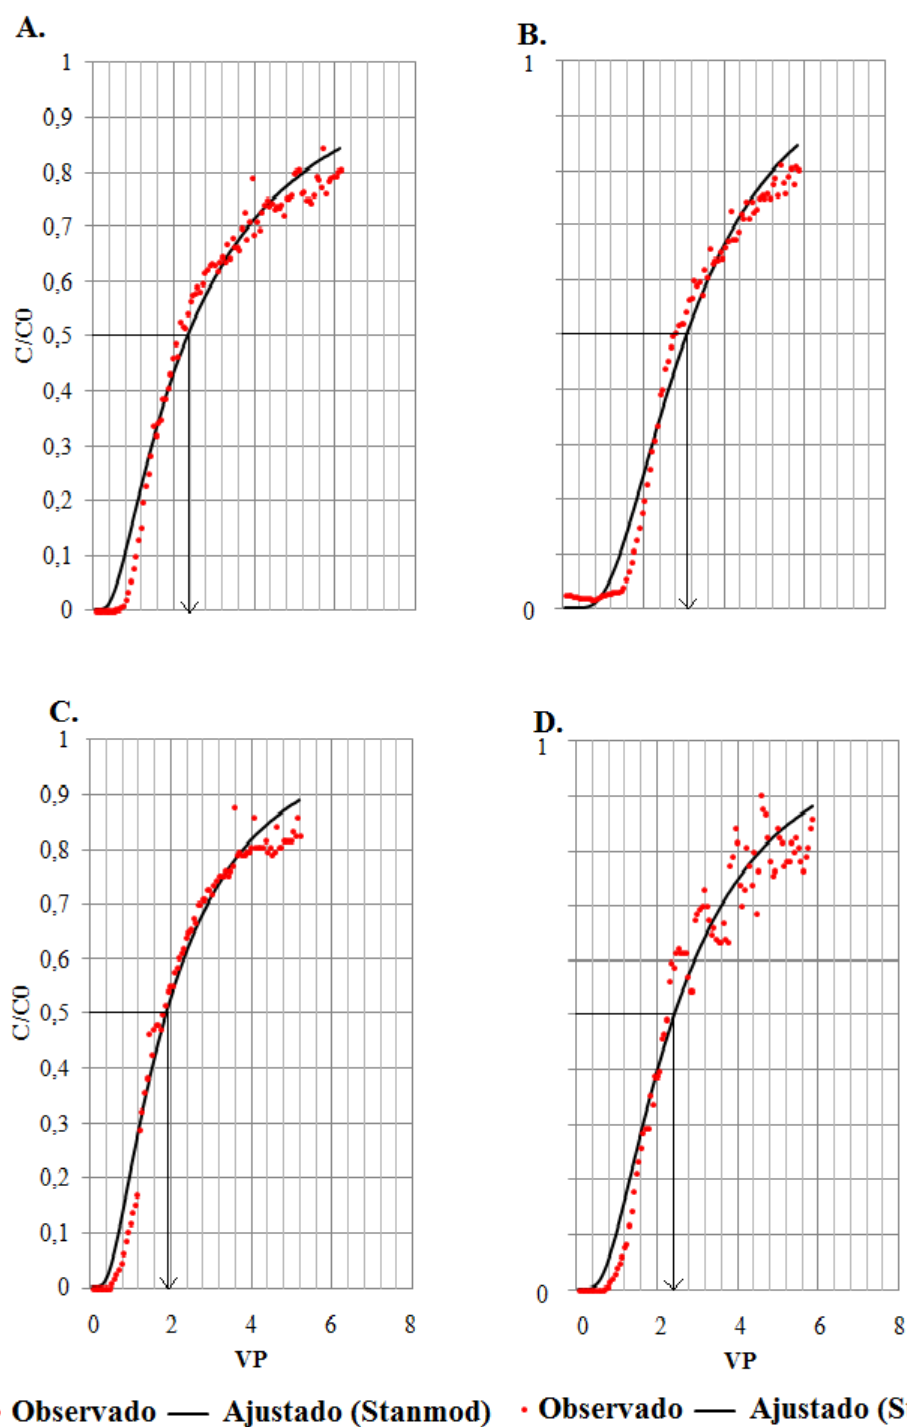 A.
B.
1
0,9
0,8
0,7
0,6
0,5
0,4
0,3
0,2
0,1
0
C/C0
1
0
C.
D.
1
0,9
0,8
0,7
0,6
0,5
0,4
0,3
0,2
0,1
0
C/C0
0 2 4 6 8
VP
1
0
0 2 4 6 8
VP
Observado Ajustado (Stanmod)
Observado Ajustado (S